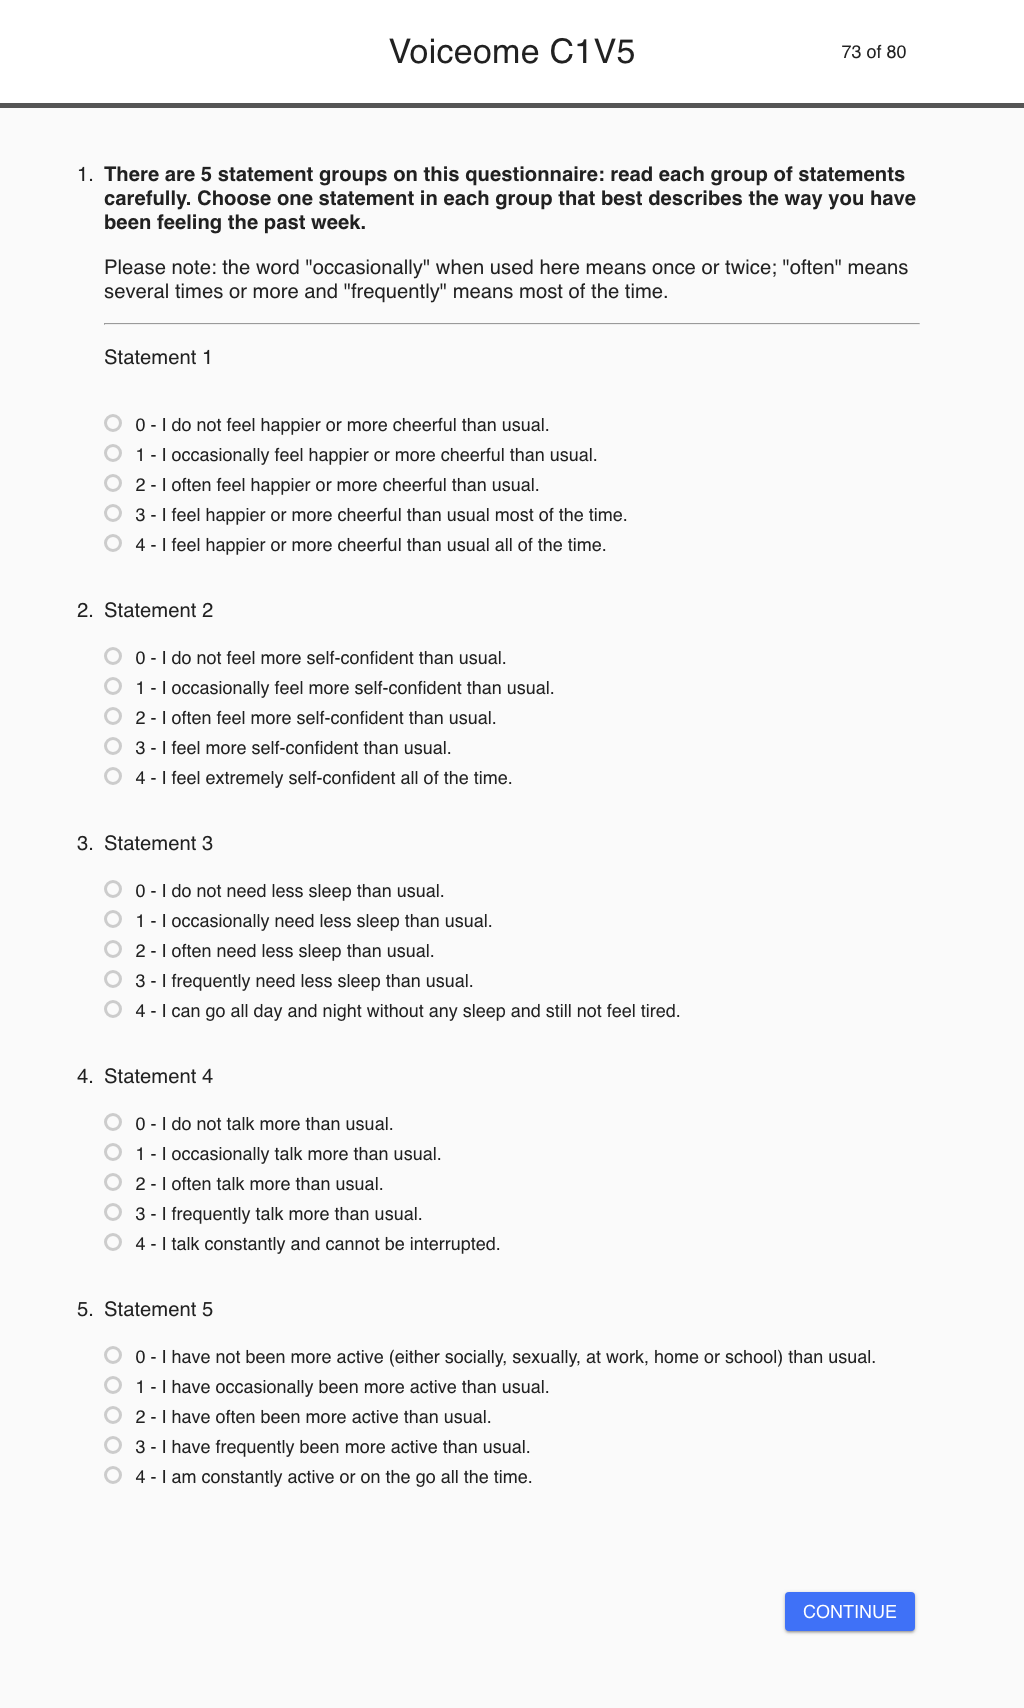 Voiceome C1V5
73 of 80
1. There are 5 statement groups on this questionnaire: read each group of statements
carefully. Choose one statement in each group that best describes the way you have
been feeling the past week.
Please note: the word "occasionally" when used here means once or twice; "often" means
several times or more and "frequently" means most of the time.
Statement 1
0 - I do not feel happier or more cheerful than usual.
1 - I occasionally feel happier or more cheerful than usual.
2 - I often feel happier or more cheerful than usual.
3 - I feel happier or more cheerful than usual most of the time.
4 - I feel happier or more cheerful than usual all of the time.
2. Statement 2
0 - I do not feel more self-confident than usual.
1 - I occasionally feel more self-confident than usual.
2 - I often feel more self-confident than usual.
3 - I feel more self-confident than usual.
4 - I feel extremely self-confident all of the time.
3. Statement 3
0 - I do not need less sleep than usual.
1 - I occasionally need less sleep than usual.
2 - I often need less sleep than usual.
3 - I frequently need less sleep than usual.
4 - I can go all day and night without any sleep and still not feel tired.
4. Statement 4
0 - I do not talk more than usual.
1 - I occasionally talk more than usual.
2 - I often talk more than usual.
3 - I frequently talk more than usual.
4 - I talk constantly and cannot be interrupted.
5. Statement 5
0 - I have not been more active (either socially, sexually, at work, home or school) than usual.
1 - I have occasionally been more active than usual.
2 - I have often been more active than usual.
3 - I have frequently been more active than usual.
4 - I am constantly active or on the go all the time.
CONTINUE